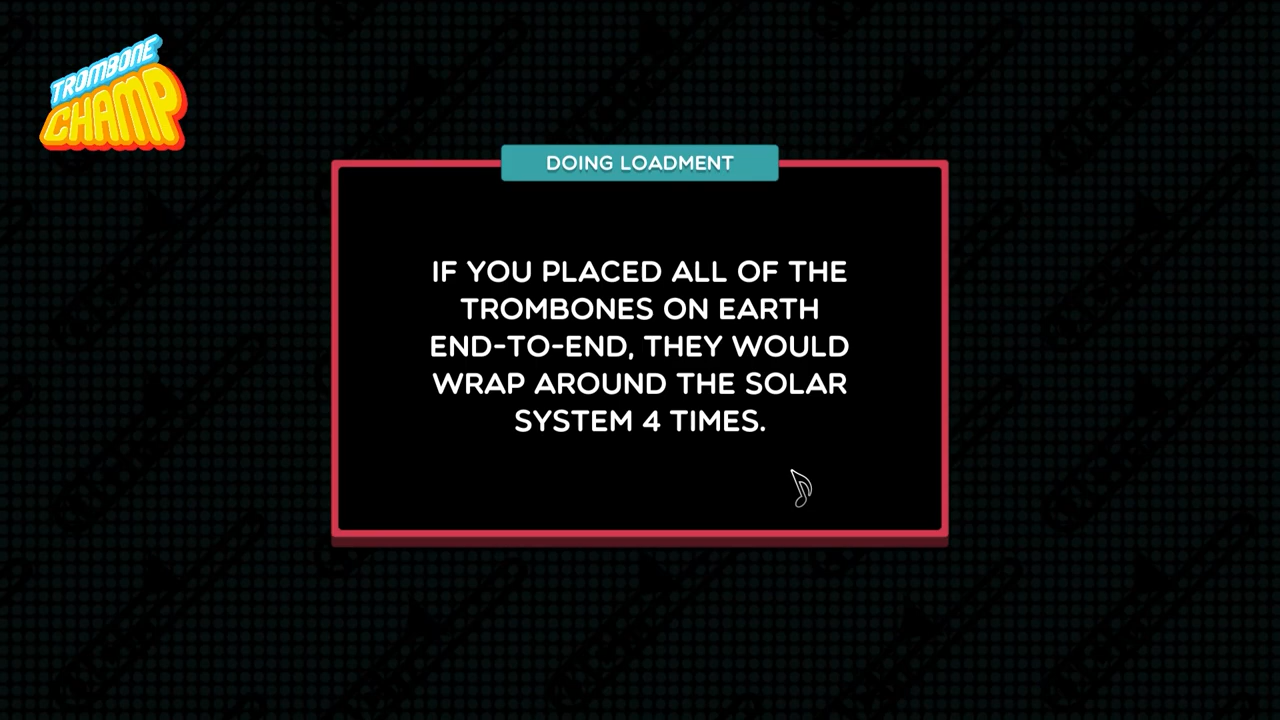 TROMBONE
CHAMP
DOING LOADMENT
IF YOU PLACED ALL OF THE
TROMBONES ON EARTH
END-TO-END, THEY WOULD
WRAP AROUND THE SOLAR
SYSTEM 4 TIMES.